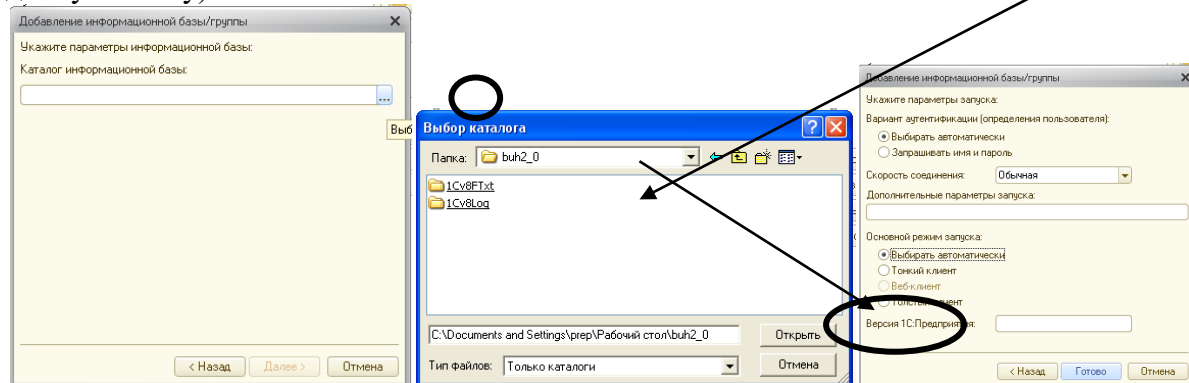 Добавление информационной базы/группы
Укажите параметры информационной базы:
Каталог информационной базы:
...
Выб
< Назад
Далее >
Отмена
Выбор каталога
Папка:
buh2_0
1Cv8FTxt
1Cv8Log
C:\Documents and Settings\prep\Рабочий стол\buh2_0
Открыть
Тип файлов:
Только каталоги
Отмена
Добавление информационной базы/группы
Укажите параметры запуска:
Вариант аутентификации (определения пользователя):
Выбирать автоматически
Запрашивать имя и пароль
Скорость соединения:
Обычная
Дополнительные параметры запуска:
Основной режим запуска:
Выбирать автоматически
Тонкий клиент
Веб-клиент
Толстый клиент
Версия 1С:Предприятия:
< Назад
Готово
Отмена